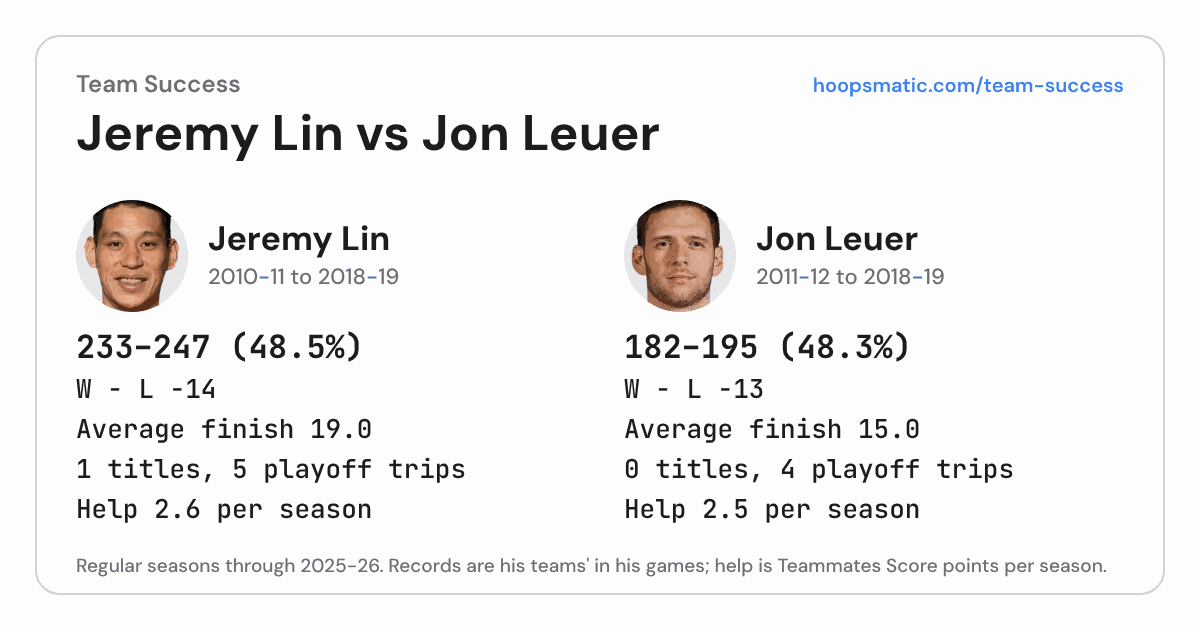 Team Success
hoopsmatic.com/team-success
Jeremy Lin vs Jon Leuer
Jeremy Lin
2010-11 to 2018-19
233-247 (48.5%)
W - L -14
Average finish 19.0
1 titles, 5 playoff trips
Help 2.6 per season
Jon Leuer
2011-12 to 2018-19
182-195 (48.3%)
W - L -13
Average finish 15.0
0 titles, 4 playoff trips
Help 2.5 per season
Regular seasons through 2025-26. Records are his teams' in his games; help is Teammates Score points per season.